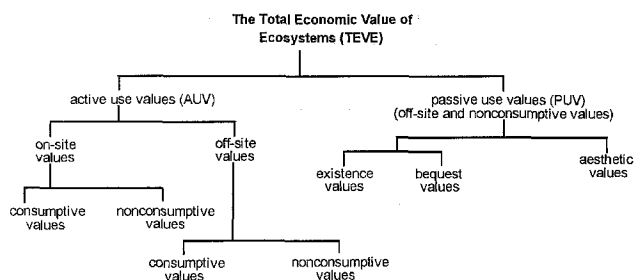 The Total Economic Value of
Ecosystems (TEVE)
active use values (AUV)
passive use values (PUV)
(off-site and nonconsumptive values)
on-site
values
off-site
values
existence
values
bequest
values
aesthetic
values
consumptive
values
nonconsumptive
values
consumptive
values
nonconsumptive
values